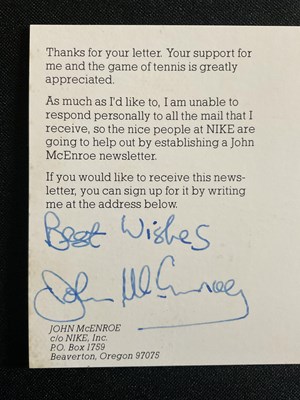 Thanks for your letter. Your support for
me and the game of tennis is greatly
appreciated.
As much as I'd like to, I am unable to
respond personally to all the mail that I
receive, so the nice people at NIKE are
going to help out by establishing a John
McEnroe newsletter.
If you would like to receive this news-
letter, you can sign up for it by writing
me at the address below.
Best Wishes
John McEnroe
JOHN McENROE
c/o NIKE, Inc.
P.O. Box 1759
Beaverton, Oregon 97075